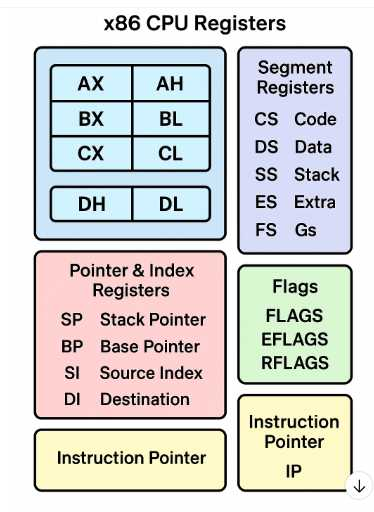 x86 CPU Registers
AX AH
BX BL
CX CL
DH DL
Segment
Registers
CS Code
DS Data
SS Stack
ES Extra
FS Gs
Pointer & Index
Registers
SP Stack Pointer
BP Base Pointer
SI Source Index
DI Destination
Flags
FLAGS
EFLAGS
RFLAGS
Instruction Pointer
Instruction
Pointer
IP